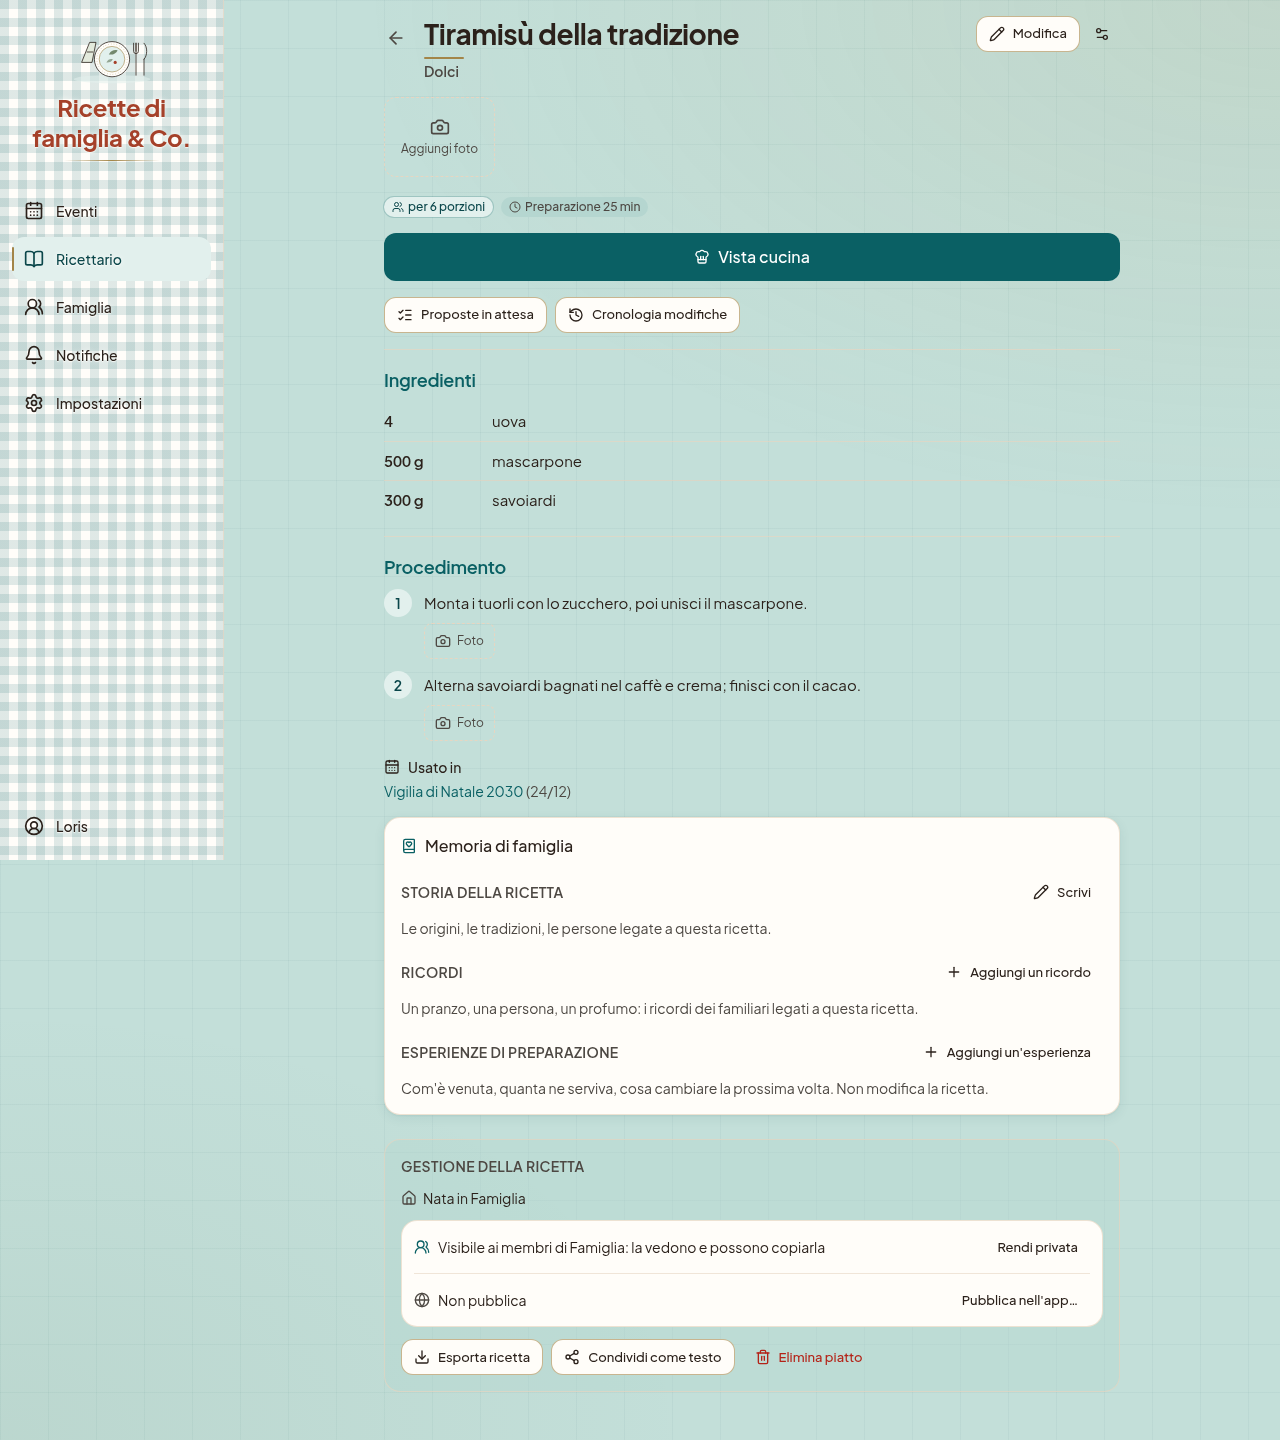 Ricette di
famiglia & Co.
Eventi
Ricettario
Famiglia
Notifiche
Impostazioni
Loris
Tiramisù della tradizione
Modifica
Dolci
Aggiungi foto
per 6 porzioni
Preparazione 25 min
Vista cucina
Proposte in attesa
Cronologia modifiche
Ingredienti
4 uova
500 g mascarpone
300 g savoiardi
Procedimento
1 Monta i tuorli con lo zucchero, poi unisci il mascarpone.
Foto
2 Alterna savoiardi bagnati nel caffè e crema; finisci con il cacao.
Foto
Usato in
Vigilia di Natale 2030 (24/12)
Memoria di famiglia
STORIA DELLA RICETTA
Scrivi
Le origini, le tradizioni, le persone legate a questa ricetta.
RICORDI
Aggiungi un ricordo
Un pranzo, una persona, un profumo: i ricordi dei familiari legati a questa ricetta.
ESPERIENZE DI PREPARAZIONE
Aggiungi un'esperienza
Com'è venuta, quanta ne serviva, cosa cambiare la prossima volta. Non modifica la ricetta.
GESTIONE DELLA RICETTA
Nata in Famiglia
Visibile ai membri di Famiglia: la vedono e possono copiarla
Rendi privata
Non pubblica
Pubblica nell'app…
Esporta ricetta
Condividi come testo
Elimina piatto